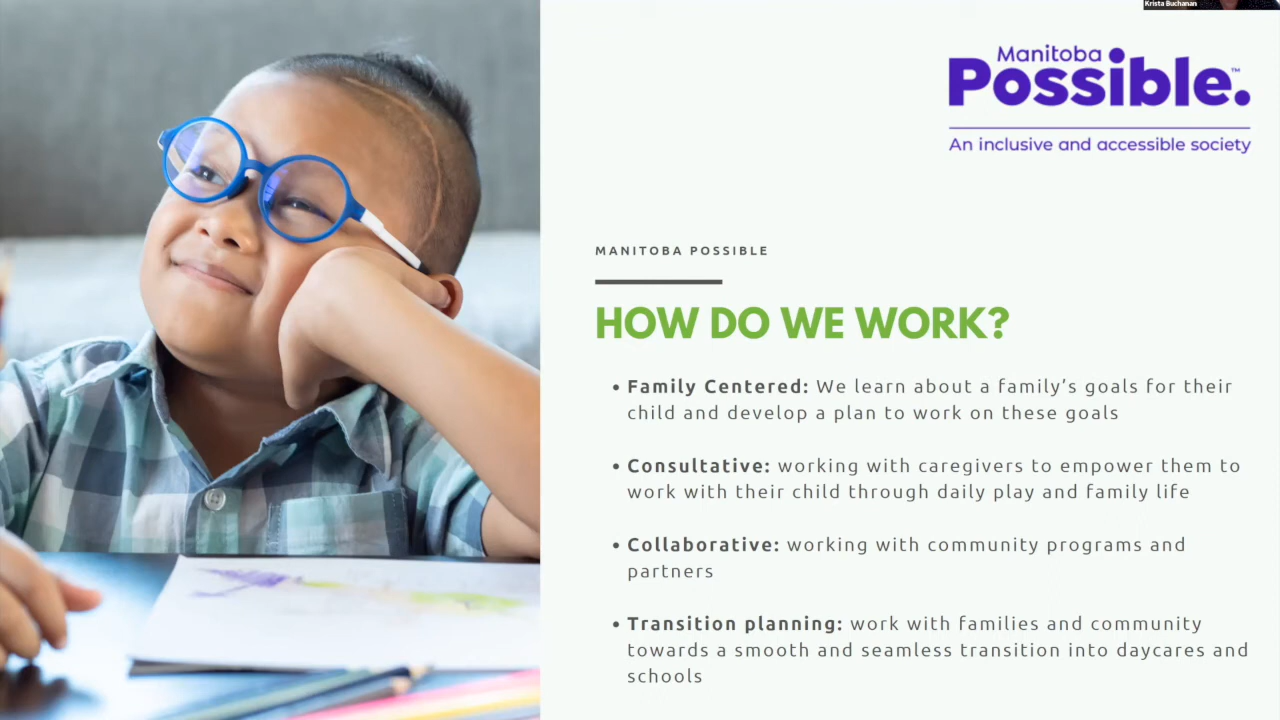 Krista Buchanan
Manitoba
Possible.™
An inclusive and accessible society
MANITOBA POSSIBLE
HOW DO WE WORK?
• Family Centered: We learn about a family’s goals for their
child and develop a plan to work on these goals
• Consultative: working with caregivers to empower them to
work with their child through daily play and family life
• Collaborative: working with community programs and
partners
• Transition planning: work with families and community
towards a smooth and seamless transition into daycares and
schools